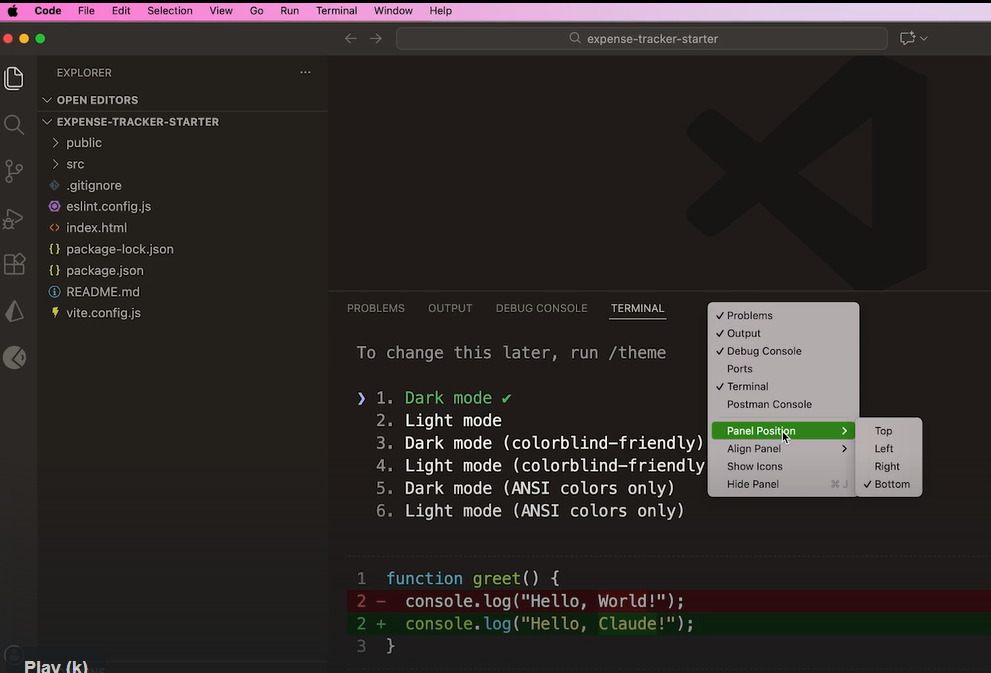 Code File Edit Selection View Go Run Terminal Window Help
expense-tracker-starter
EXPLORER
OPEN EDITORS
EXPENSE-TRACKER-STARTER
public
src
.gitignore
eslint.config.js
index.html
package-lock.json
package.json
README.md
vite.config.js
PROBLEMS OUTPUT DEBUG CONSOLE TERMINAL
To change this later, run /theme
❯ 1. Dark mode ✔
2. Light mode
3. Dark mode (colorblind-friendly)
4. Light mode (colorblind-friendly
5. Dark mode (ANSI colors only)
6. Light mode (ANSI colors only)
1 function greet() {
2 - console.log("Hello, World!");
2 + console.log("Hello, Claude!");
3 }
✓ Problems
✓ Output
✓ Debug Console
Ports
✓ Terminal
Postman Console
Panel Position
Align Panel
Show Icons
Hide Panel ⌘ J
Top
Left
Right
✓ Bottom
Play (k)